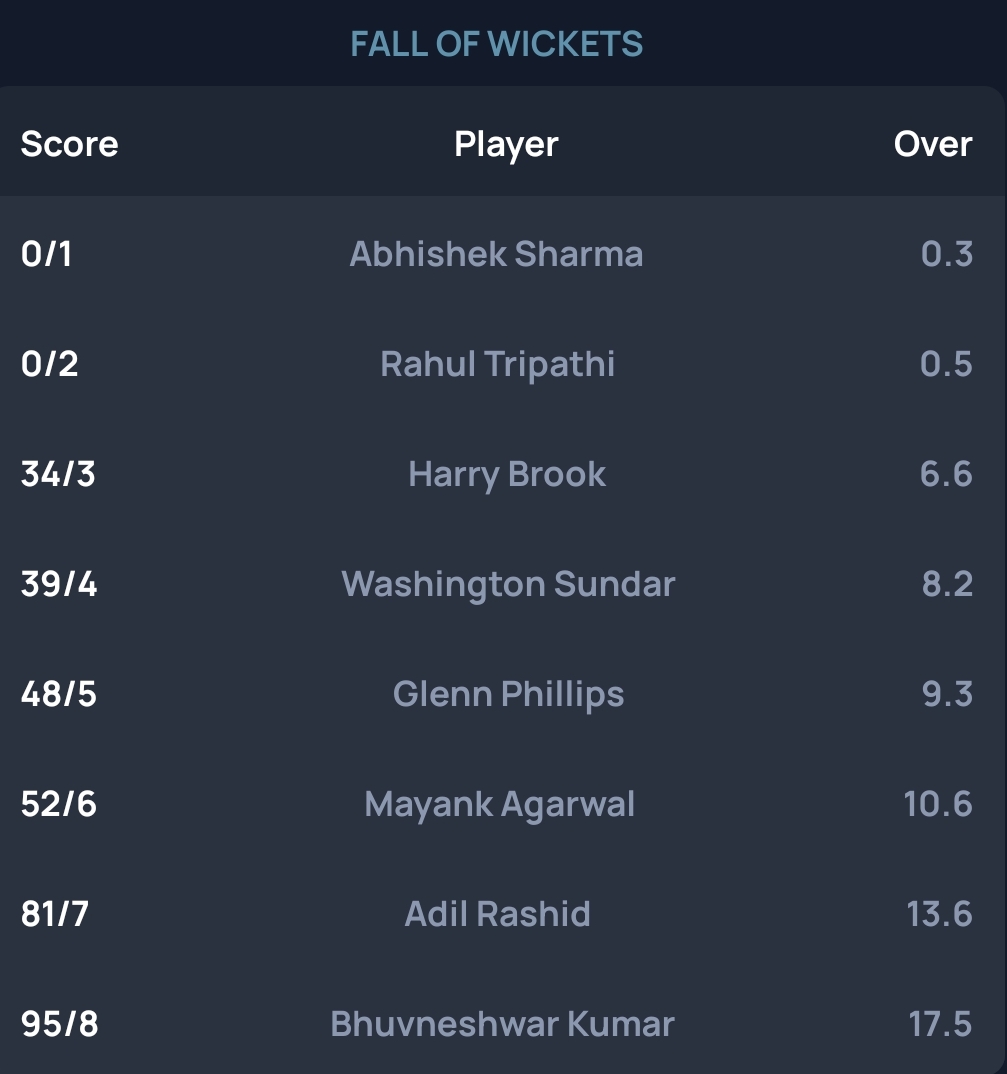 FALL OF WICKETS
Score Player Over
0/1 Abhishek Sharma 0.3
0/2 Rahul Tripathi 0.5
34/3 Harry Brook 6.6
39/4 Washington Sundar 8.2
48/5 Glenn Phillips 9.3
52/6 Mayank Agarwal 10.6
81/7 Adil Rashid 13.6
95/8 Bhuvneshwar Kumar 17.5